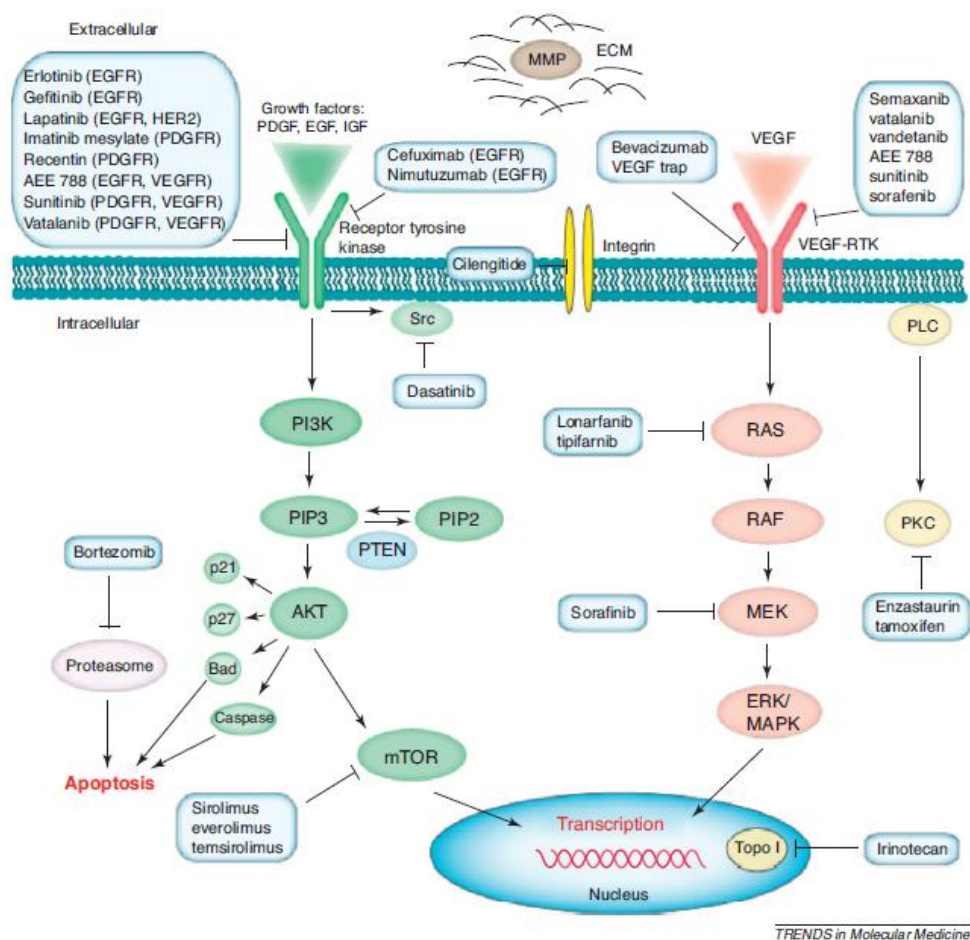 Extracellular
Erlotinib (EGFR)
Gefitinib (EGFR)
Lapatinib (EGFR, HER2)
Imatinib mesylate (PDGFR)
Recentin (PDGFR)
AEE 788 (EGFR, VEGFR)
Sunitinib (PDGFR, VEGFR)
Vatalanib (PDGFR, VEGFR)
Growth factors:
PDGF, EGF, IGF
Cefuximab (EGFR)
Nimutuzumab (EGFR)
Receptor tyrosine
kinase
MMP
ECM
Bevacizumab
VEGF trap
VEGF
Semaxanib
vatalanib
vandetanib
AEE 788
sunitinib
sorafenib
Integrin
VEGF-RTK
Cilengitide
Intracellular
Src
PLC
Dasatinib
PI3K
Lonarfanib
tipifarnib
RAS
PIP3
PIP2
PTEN
RAF
PKC
Bortezomib
p21
p27
AKT
Sorafinib
MEK
Enzastaurin
tamoxifen
Proteasome
Bad
Caspase
ERK/
MAPK
mTOR
Apoptosis
Sirolimus
everolimus
temsirolimus
Transcription
Topo I
Irinotecan
Nucleus
TRENDS in Molecular Medicine